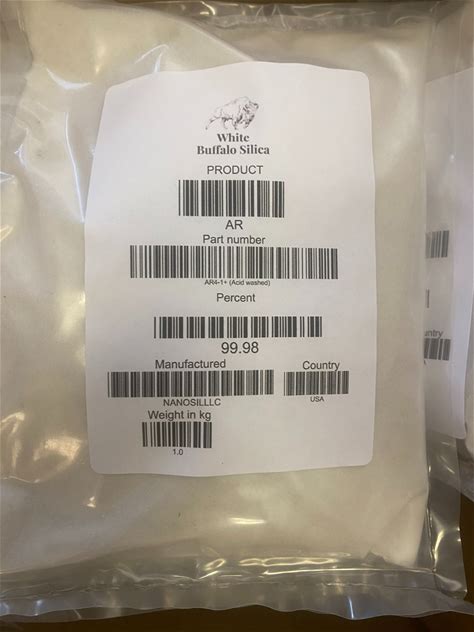 White
Buffalo Silica
PRODUCT
AR
Part number
AR4-1+ (Acid washed)
Percent
99.98
Manufactured
Country
NANOSILLLC
USA
Weight in kg
1.0
untry